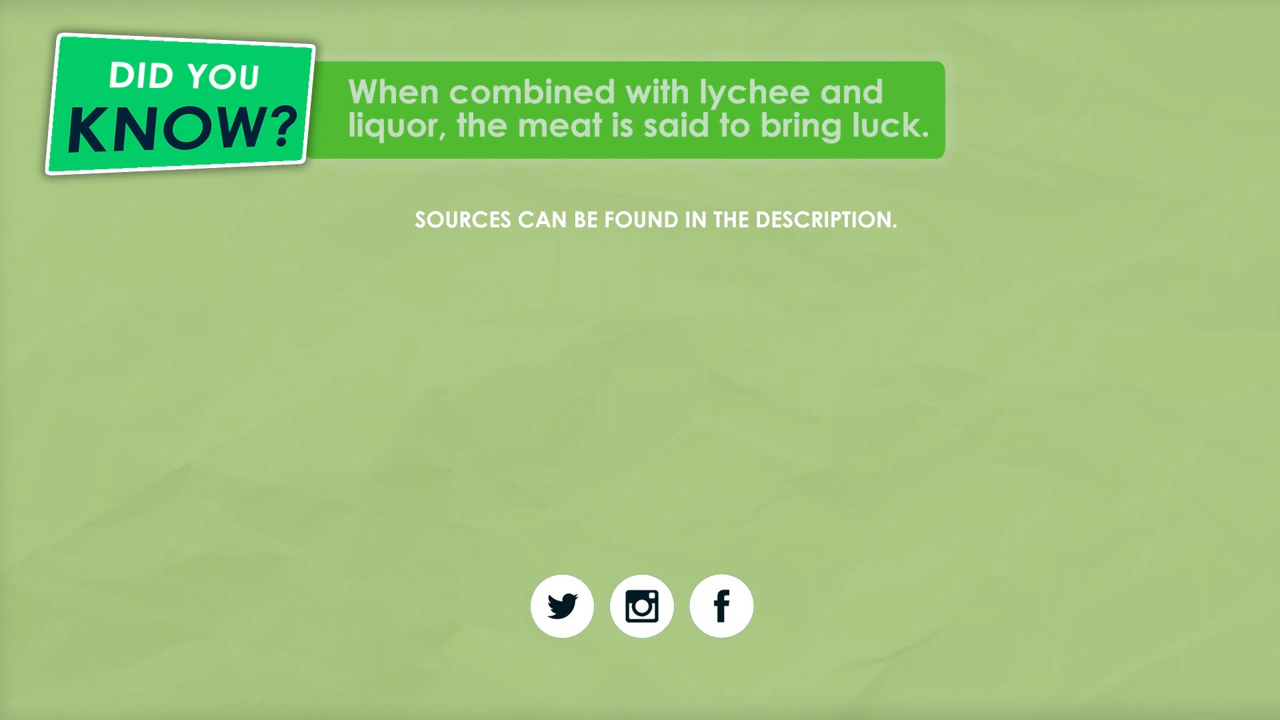 DID YOU
KNOW?
When combined with lychee and
liquor, the meat is said to bring luck.
SOURCES CAN BE FOUND IN THE DESCRIPTION.